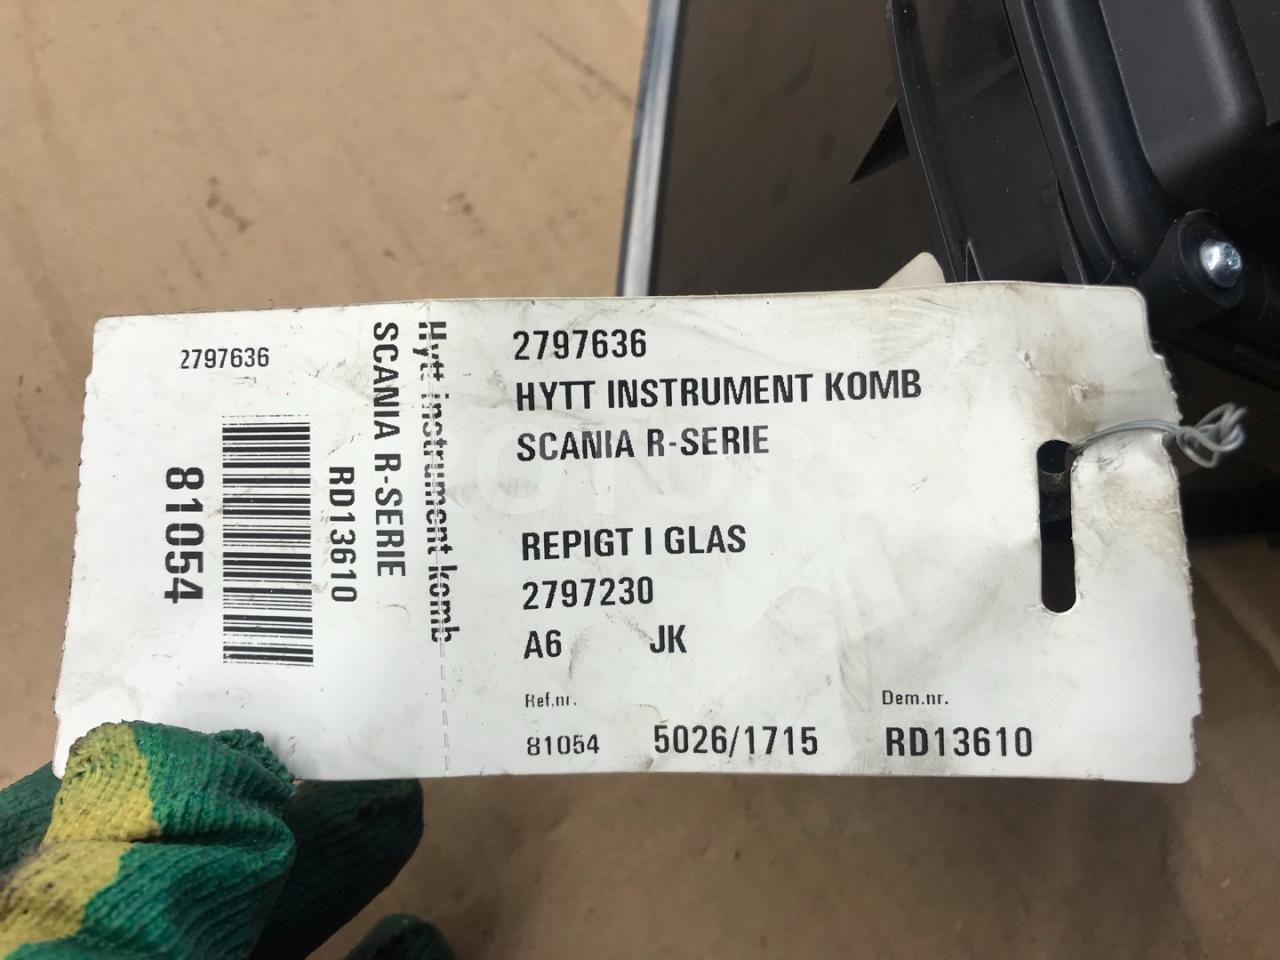 2797636
81054
RD13610
SCANIA R-SERIE
Hytt instrument komb
2797636
HYTT INSTRUMENT KOMB
SCANIA R-SERIE
REPIGT I GLAS
2797230
A6 JK
Ref.nr. Dem.nr.
81054 5026/1715 RD13610